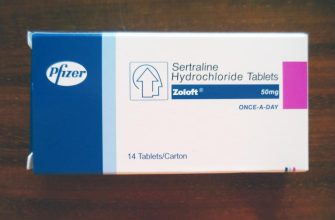 Pfizer
Sertraline
Hydrochloride Tablets
Zoloft® 50mg
ONCE-A-DAY
14 Tablets/Carton